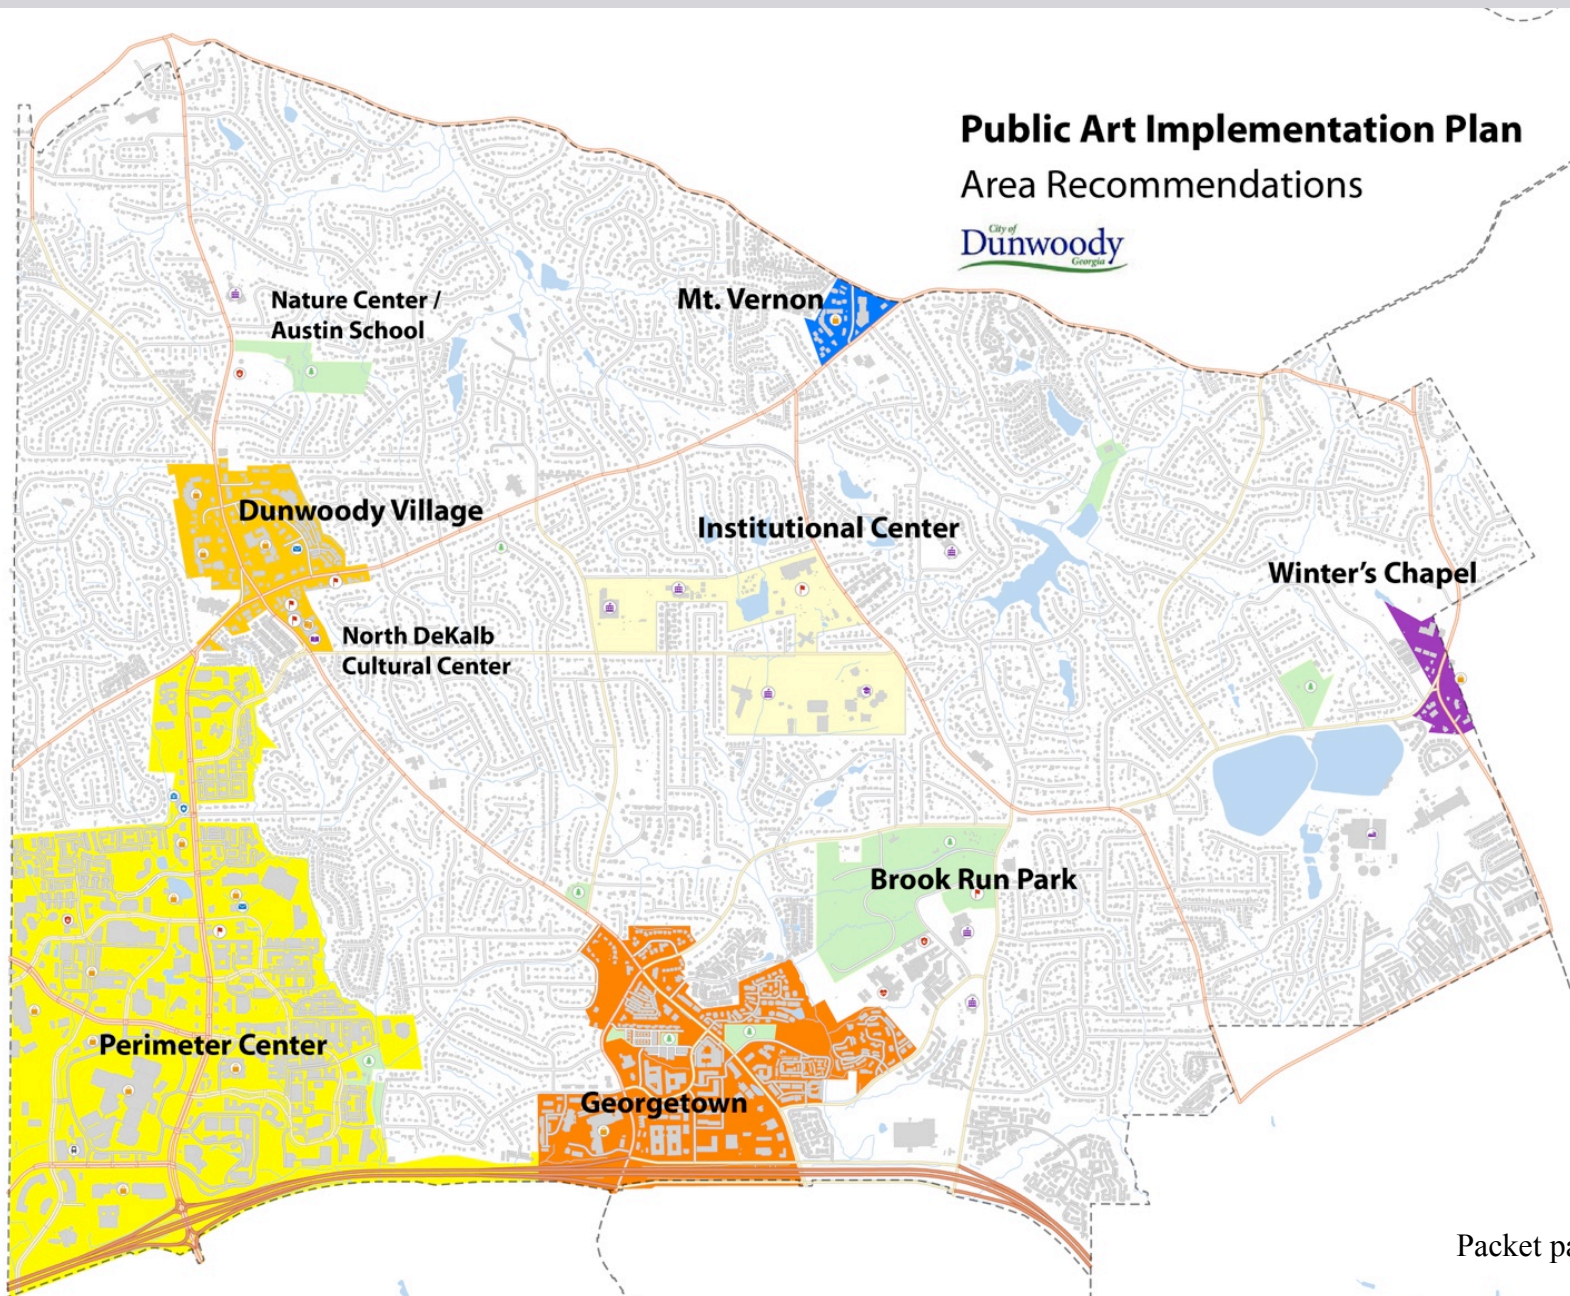 Public Art Implementation Plan
Area Recommendations
City of
Dunwoody
Georgia
Nature Center /
Austin School
Mt. Vernon
Dunwoody Village
Institutional Center
Winter's Chapel
North DeKalb
Cultural Center
Brook Run Park
Perimeter Center
Georgetown
Packet pa